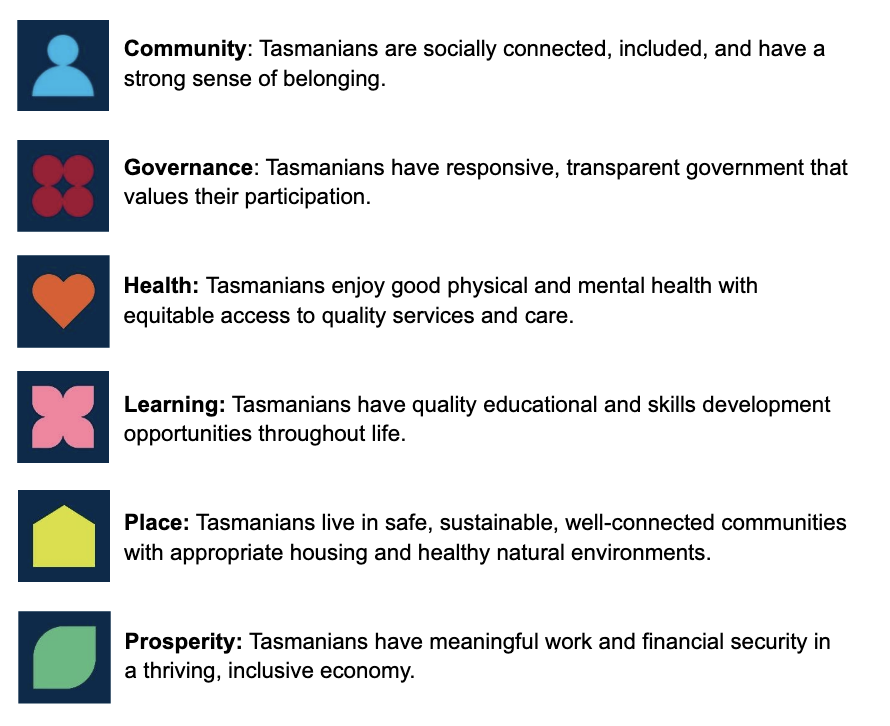 Community: Tasmanians are socially connected, included, and have a
strong sense of belonging.
Governance: Tasmanians have responsive, transparent government that
values their participation.
Health: Tasmanians enjoy good physical and mental health with
equitable access to quality services and care.
Learning: Tasmanians have quality educational and skills development
opportunities throughout life.
Place: Tasmanians live in safe, sustainable, well-connected communities
with appropriate housing and healthy natural environments.
Prosperity: Tasmanians have meaningful work and financial security in
a thriving, inclusive economy.